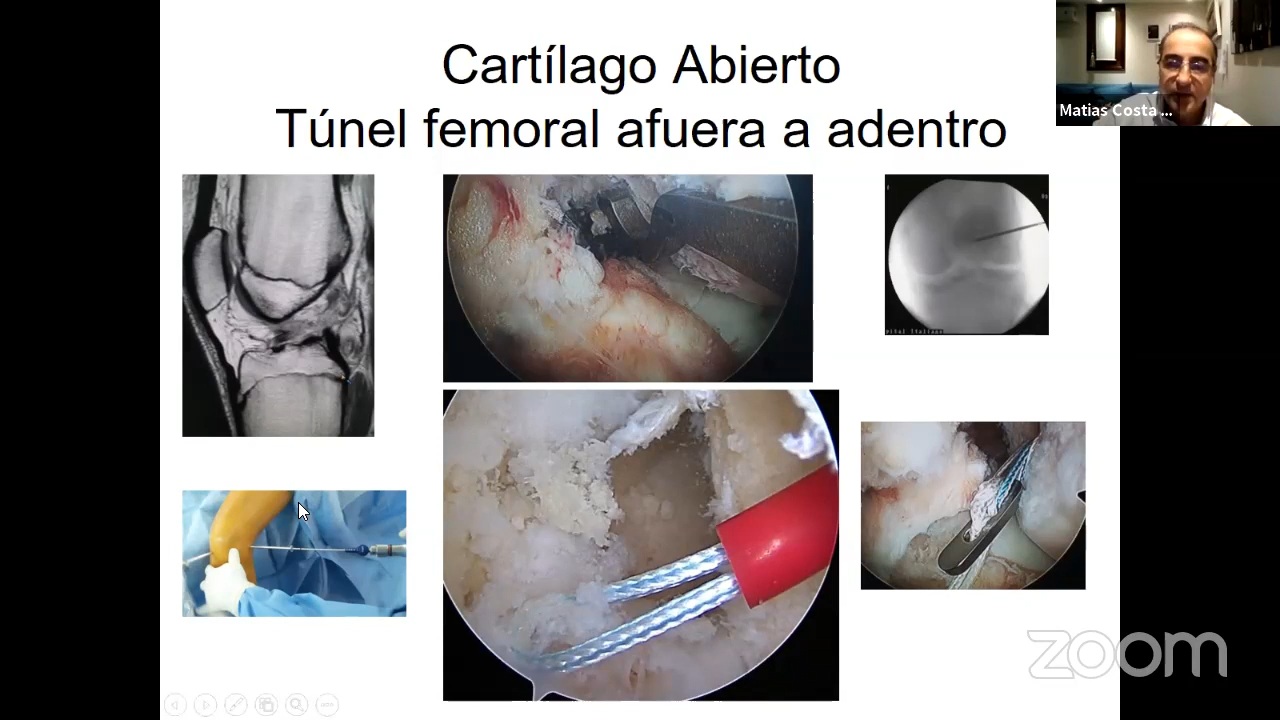 Cartílago Abierto
Túnel femoral afuera a adentro
Matias Costa ...
zoom